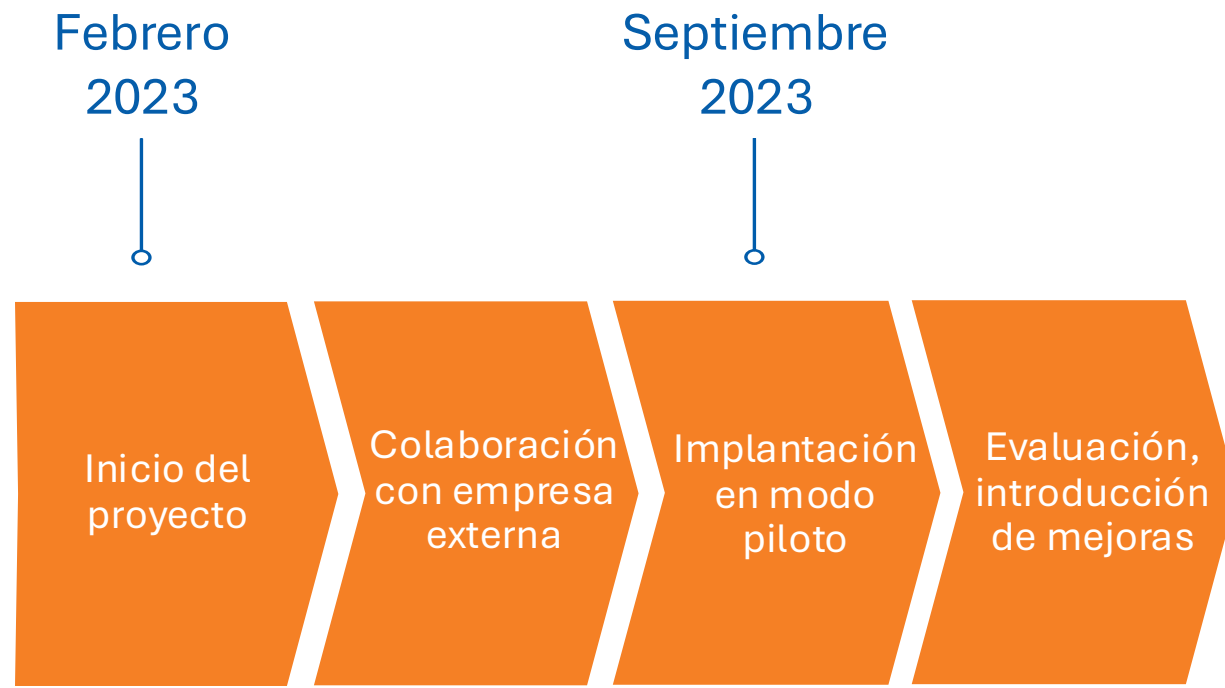 Febrero
2023
Septiembre
2023
Inicio del
proyecto
Colaboración
con empresa
externa
Implantación
en modo
piloto
Evaluación,
introducción
de mejoras